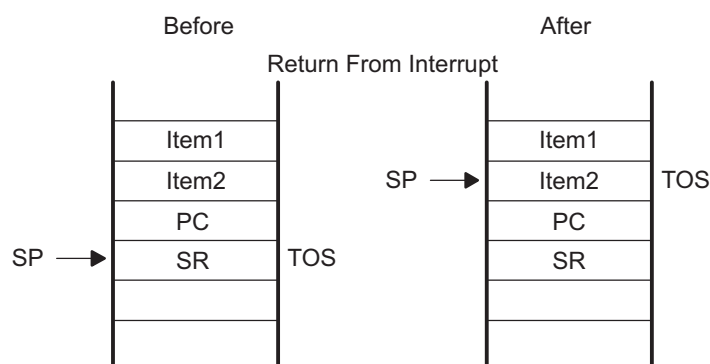 Before After
Return From Interrupt
Item1 Item1
Item2 SP Item2 TOS
PC PC
SP SR TOS SR